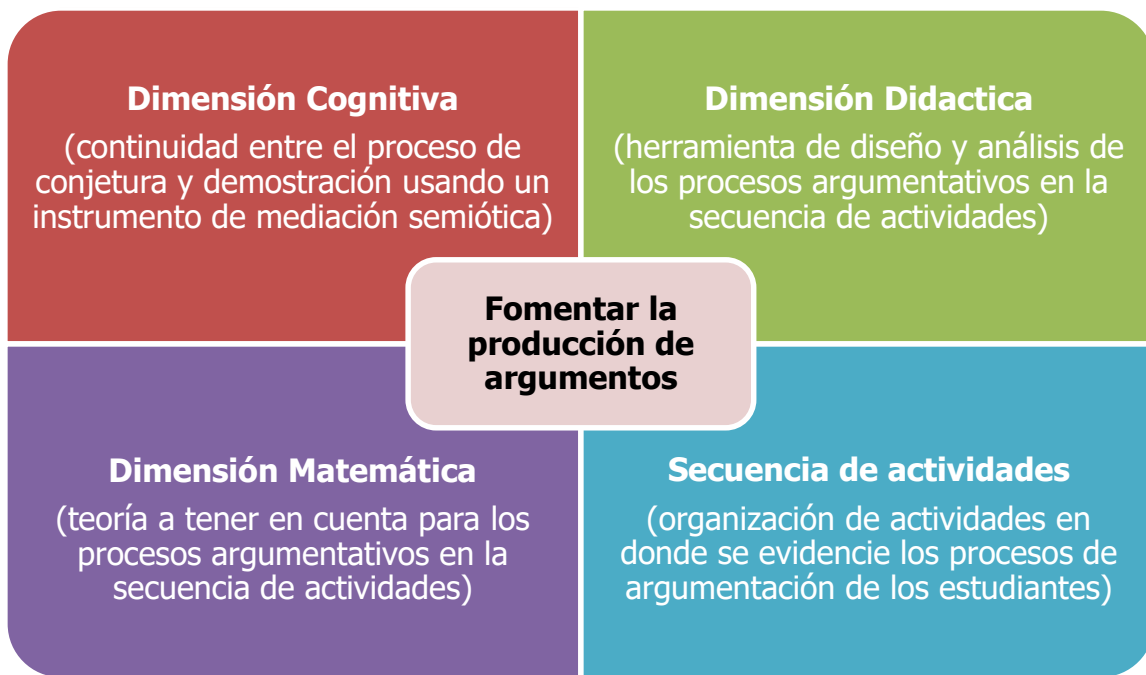 Dimensión Cognitiva
(continuidad entre el proceso de
conjetura y demostración usando un
instrumento de mediación semiótica)
Dimensión Didactica
(herramienta de diseño y análisis de
los procesos argumentativos en la
secuencia de actividades)
Fomentar la
producción de
argumentos
Dimensión Matemática
(teoría a tener en cuenta para los
procesos argumentativos en la
secuencia de actividades)
Secuencia de actividades
(organización de actividades en
donde se evidencie los procesos de
argumentación de los estudiantes)